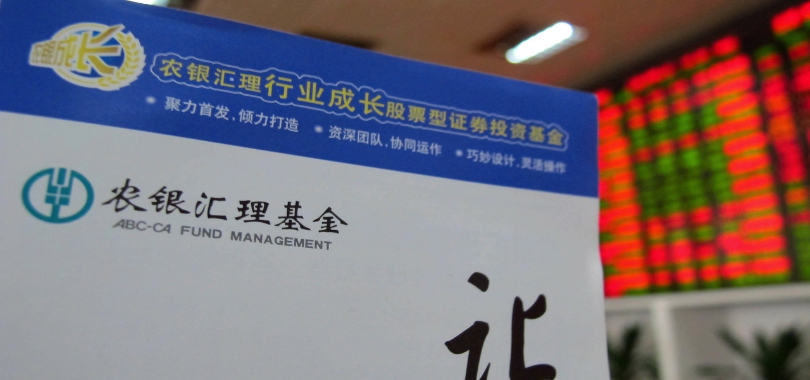 农银汇理行业成长股票型证券投资基金
聚力首发,倾力打造 资深团队,协同运作 巧妙设计,灵活操作
农银汇理基金
ABC-CA FUND MANAGEMENT
让